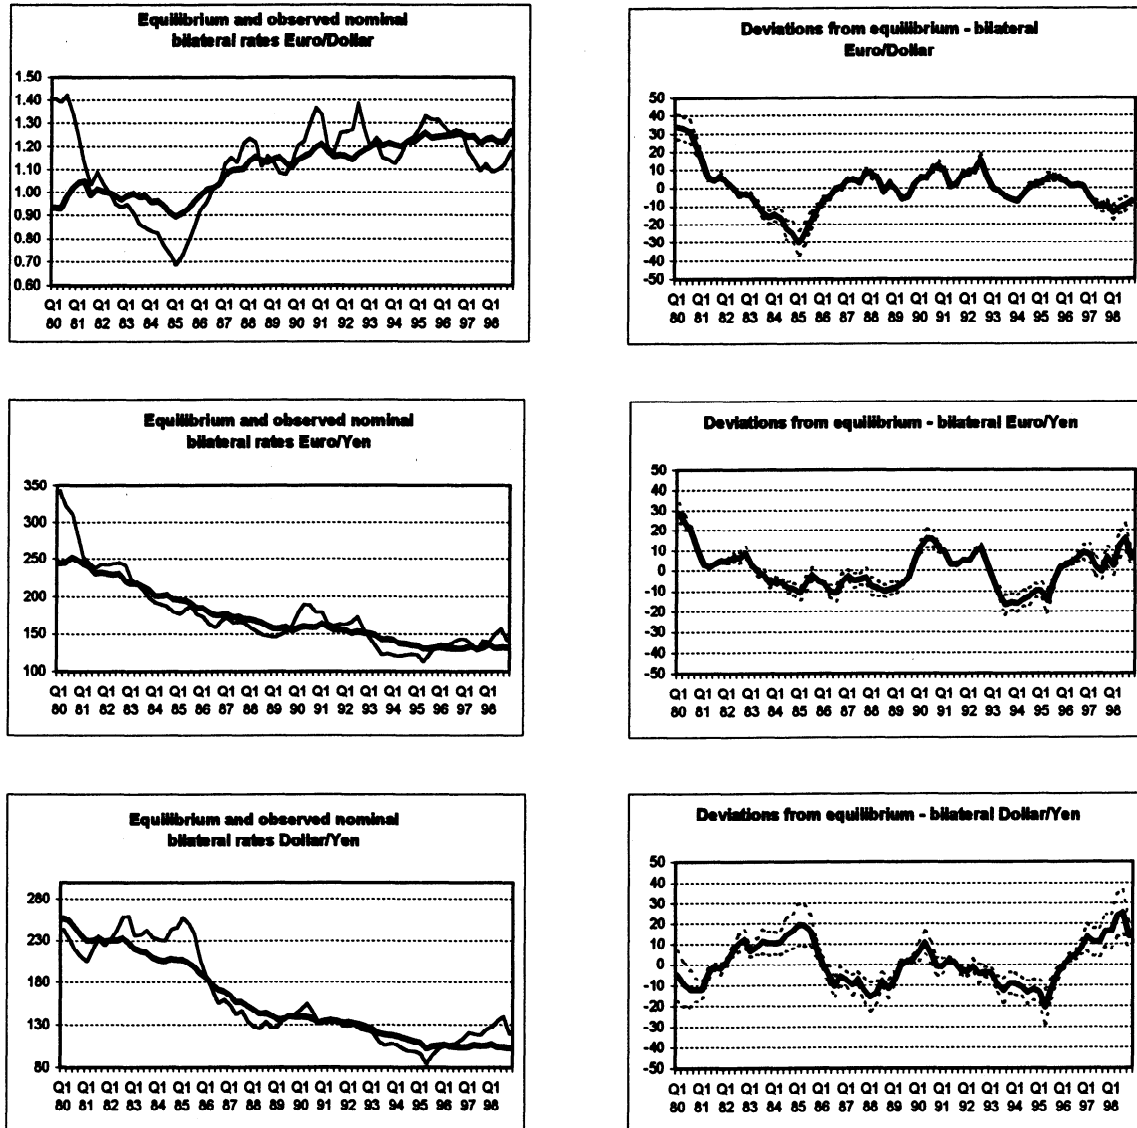 Equilibrium and observed nominal
bilateral rates Euro/Dollar
1.50
1.40
1.30
1.20
1.10
1.00
0.90
0.80
0.70
0.60
Q1 Q1 Q1 Q1 Q1 Q1 Q1 Q1 Q1 Q1 Q1 Q1 Q1 Q1 Q1 Q1 Q1 Q1 Q1
80 81 82 83 84 85 86 87 88 89 90 91 92 93 94 95 96 97 98
Deviations from equilibrium - bilateral
Euro/Dollar
50
40
30
20
10
0
-10
-20
-30
-40
-50
Q1 Q1 Q1 Q1 Q1 Q1 Q1 Q1 Q1 Q1 Q1 Q1 Q1 Q1 Q1 Q1 Q1 Q1 Q1
80 81 82 83 84 85 86 87 88 89 90 91 92 93 94 95 96 97 98
Equilibrium and observed nominal
bilateral rates Euro/Yen
350
300
250
200
150
100
Q1 Q1 Q1 Q1 Q1 Q1 Q1 Q1 Q1 Q1 Q1 Q1 Q1 Q1 Q1 Q1 Q1 Q1 Q1
80 81 82 83 84 85 86 87 88 89 90 91 92 93 94 95 96 97 98
Deviations from equilibrium - bilateral Euro/Yen
50
40
30
20
10
0
-10
-20
-30
-40
-50
Q1 Q1 Q1 Q1 Q1 Q1 Q1 Q1 Q1 Q1 Q1 Q1 Q1 Q1 Q1 Q1 Q1 Q1 Q1
80 81 82 83 84 85 86 87 88 89 90 91 92 93 94 95 96 97 98
Equilibrium and observed nominal
bilateral rates Dollar/Yen
280
230
180
130
80
Q1 Q1 Q1 Q1 Q1 Q1 Q1 Q1 Q1 Q1 Q1 Q1 Q1 Q1 Q1 Q1 Q1 Q1 Q1
80 81 82 83 84 85 86 87 88 89 90 91 92 93 94 95 96 97 98
Deviations from equilibrium - bilateral Dollar/Yen
50
40
30
20
10
0
-10
-20
-30
-40
-50
Q1 Q1 Q1 Q1 Q1 Q1 Q1 Q1 Q1 Q1 Q1 Q1 Q1 Q1 Q1 Q1 Q1 Q1 Q1
80 81 82 83 84 85 86 87 88 89 90 91 92 93 94 95 96 97 98